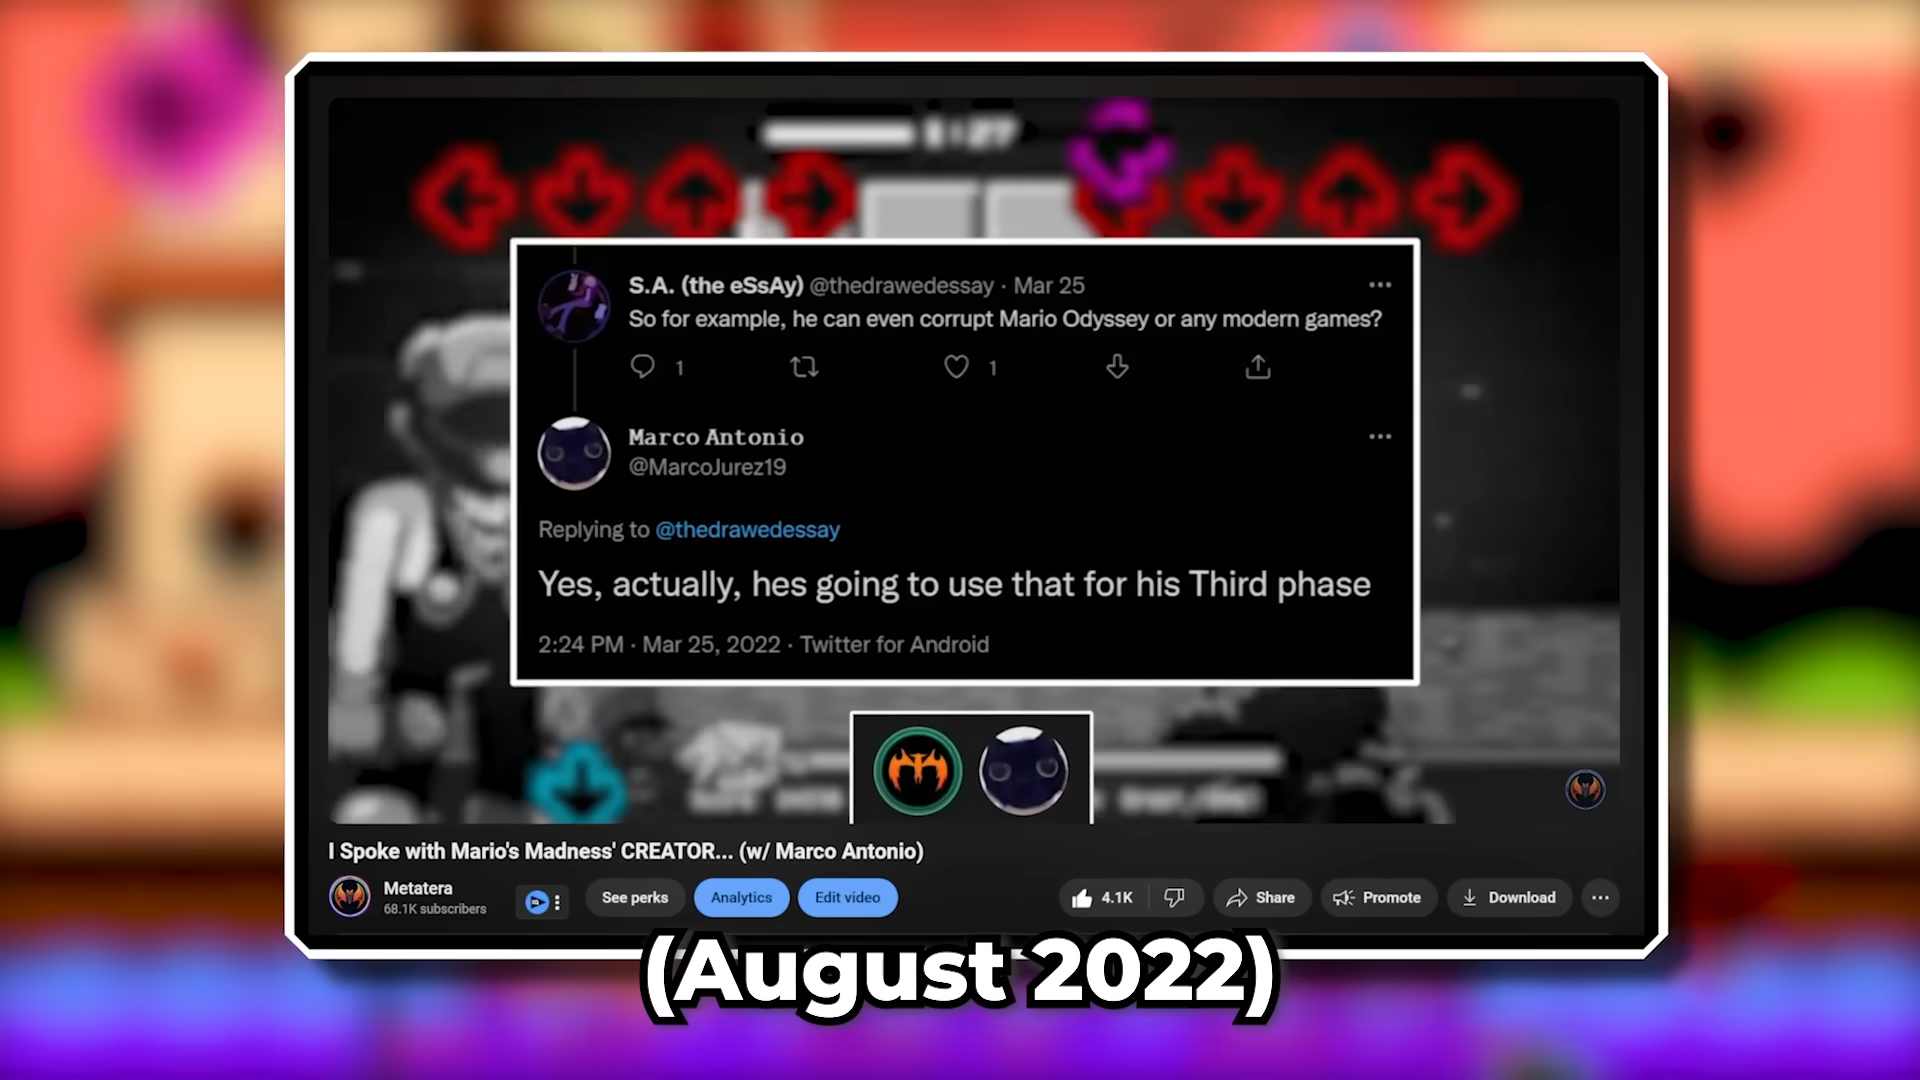 1:27
S.A. (the eSsAy) @thedrawedessay · Mar 25
So for example, he can even corrupt Mario Odyssey or any modern games?
1 1
Marco Antonio
@MarcoJurez19
Replying to @thedrawedessay
Yes, actually, hes going to use that for his Third phase
2:24 PM · Mar 25, 2022 · Twitter for Android
I Spoke with Mario's Madness' CREATOR... (w/ Marco Antonio)
Metatera
68.1K subscribers
See perks Analytics Edit video 4.1K Share Promote Download
(August 2022)